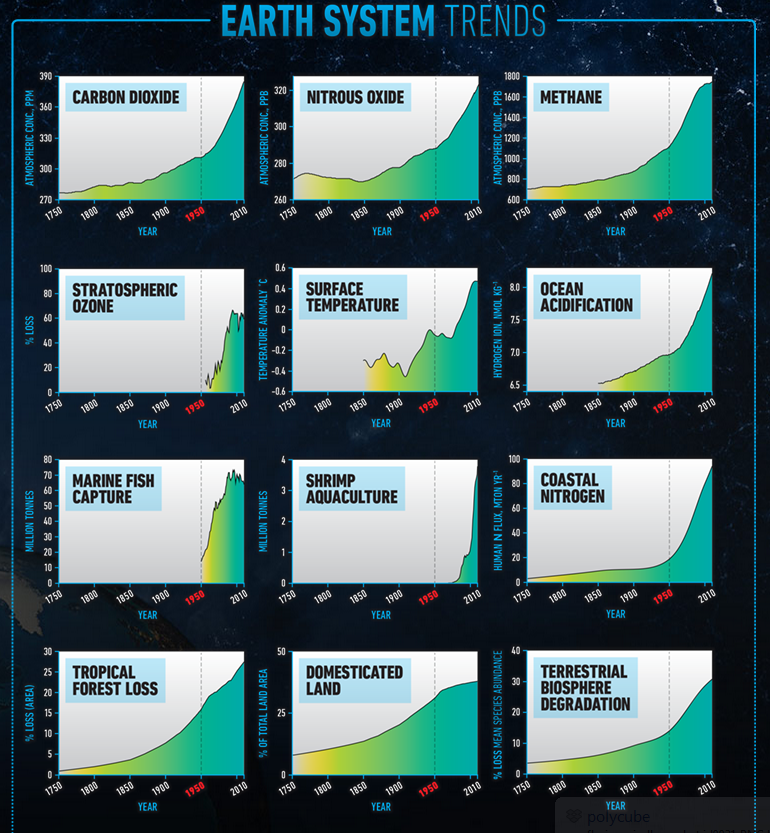 EARTH SYSTEM TRENDS
CARBON DIOXIDE
ATMOSPHERIC CONC., PPM
390
360
330
300
270
1750
1800
1850
1900
1950
2010
YEAR
NITROUS OXIDE
ATMOSPHERIC CONC., PPB
320
300
280
260
1750
1800
1850
1900
1950
2010
YEAR
METHANE
ATMOSPHERIC CONC., PPB
1800
1600
1400
1200
1000
800
600
1750
1800
1850
1900
1950
2010
YEAR
STRATOSPHERIC
OZONE
% LOSS
100
80
60
40
20
0
1750
1800
1850
1900
1950
2010
YEAR
SURFACE
TEMPERATURE
TEMPERATURE ANOMALY °C
0.6
0.4
0.2
0
-0.2
-0.4
-0.6
1750
1800
1850
1900
1950
2010
YEAR
OCEAN
ACIDIFICATION
HYDROGEN ION, NMOL KG-1
8.0
7.5
7.0
6.5
1750
1800
1850
1900
1950
2010
YEAR
MARINE FISH
CAPTURE
MILLION TONNES
80
70
60
50
40
30
20
10
0
1750
1800
1850
1900
1950
2010
YEAR
SHRIMP
AQUACULTURE
MILLION TONNES
4
3
2
1
0
1750
1800
1850
1900
1950
2010
YEAR
COASTAL
NITROGEN
HUMAN N FLUX, MTON YR-1
100
80
60
40
20
0
1750
1800
1850
1900
1950
2010
YEAR
TROPICAL
FOREST LOSS
% LOSS (AREA)
30
25
20
15
10
5
0
1750
1800
1850
1900
1950
2010
YEAR
DOMESTICATED
LAND
% OF TOTAL LAND AREA
50
25
0
1750
1800
1850
1900
1950
2010
YEAR
TERRESTRIAL
BIOSPHERE
DEGRADATION
% LOSS MEAN SPECIES ABUNDANCE
40
30
20
10
0
1750
1800
1850
1900
1950
2010
YEAR
polycube